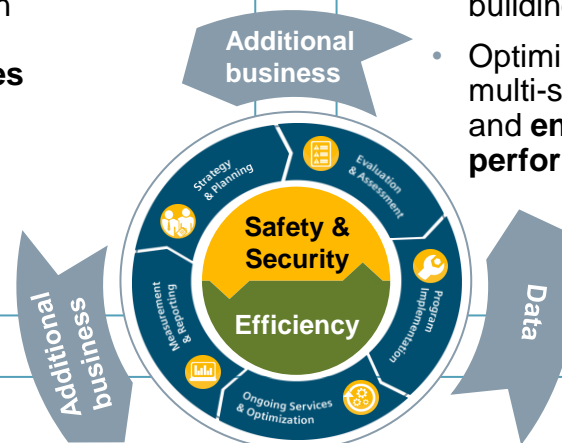 es
Additional
business
building
• Optimi
multi-s
and en
perfor
Strategy
& Planning
Evaluation
& Assessment
Safety &
Security
Efficiency
Program
Implementation
Measurement
& Reporting
Ongoing Services
& Optimization
Additional
business
Data